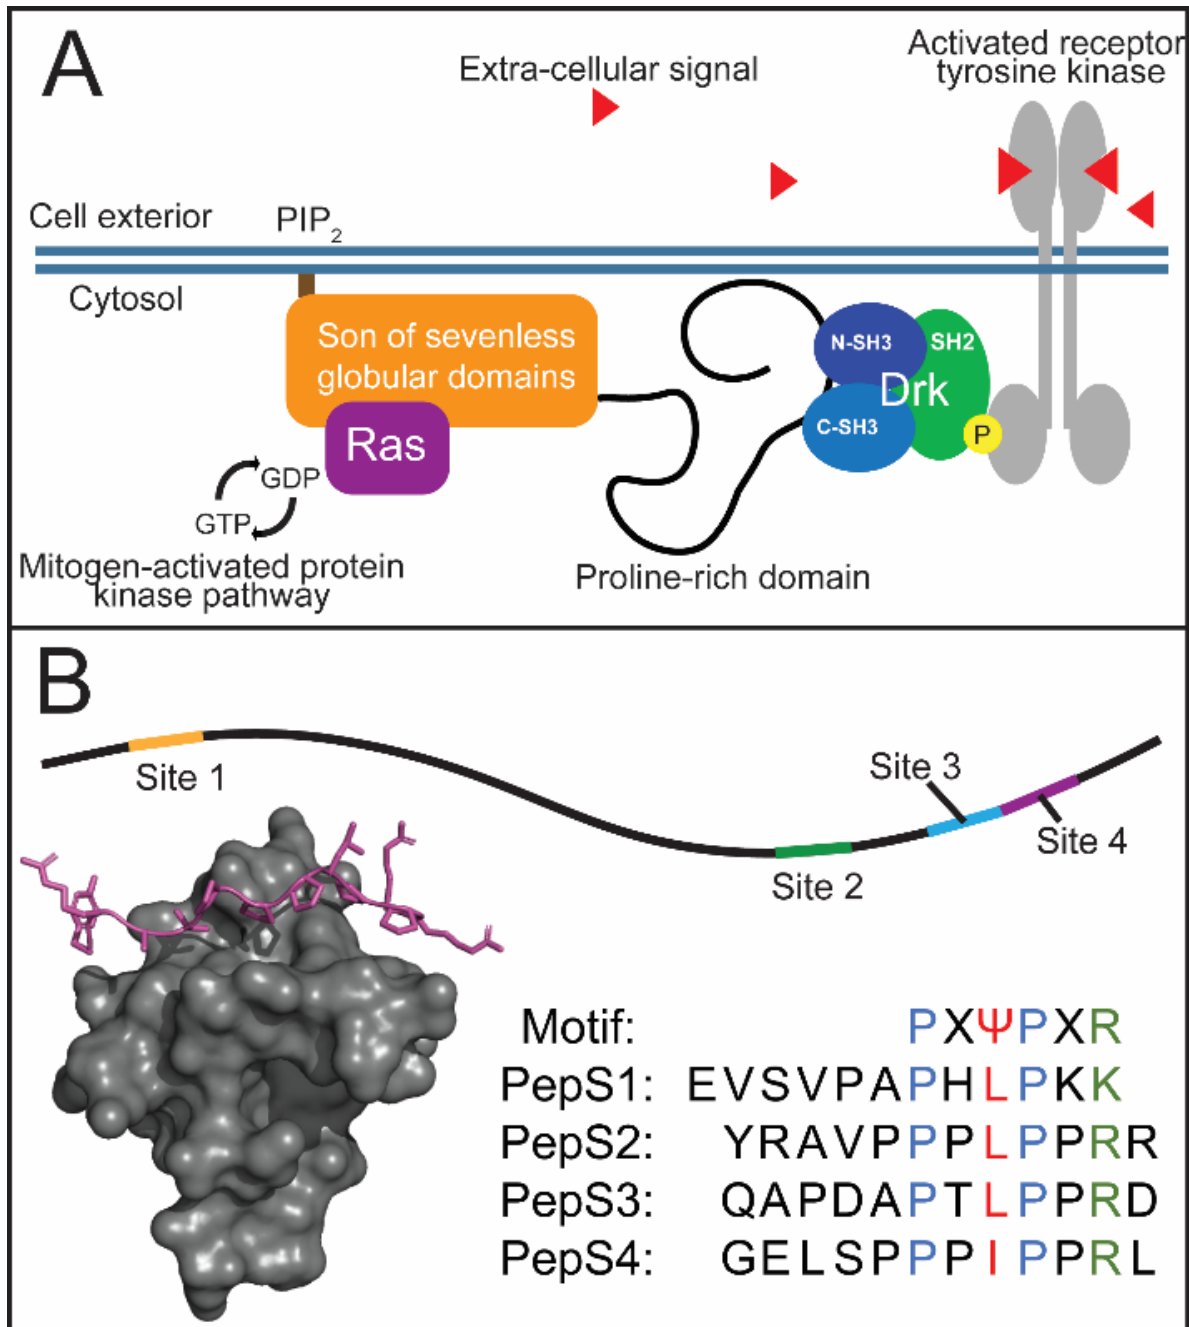 A
Extra-cellular signal
Activated receptor
tyrosine kinase
Cell exterior
PIP2
Cytosol
Son of sevenless
globular domains
Ras
GDP
GTP
Mitogen-activated protein
kinase pathway
N-SH3
SH2
Drk
C-SH3
P
Proline-rich domain
B
Site 1
Site 2
Site 3
Site 4
Motif: PXΨPXR
PepS1: EVSVPAPHLPKK
PepS2: YRAVPPPLPPRR
PepS3: QAPDAPTLPPRD
PepS4: GELSPPPIPPRL